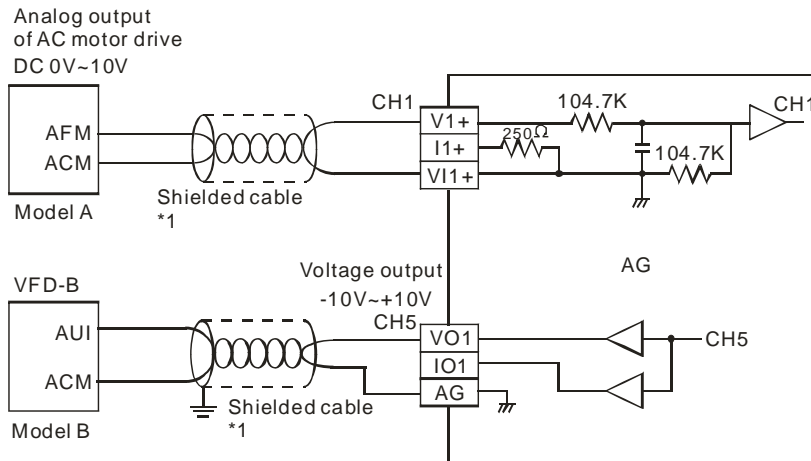 Analog output
of AC motor drive
DC 0V~10V
AFM
ACM
Model A
Shielded cable
*1
CH1
V1+
I1+
VI1+
250Ω
104.7K
104.7K
CH1
AG
VFD-B
AUI
ACM
Model B
Shielded cable
*1
Voltage output
-10V~+10V
CH5
VO1
IO1
AG
CH5